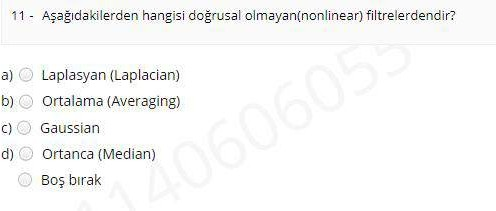 11 - Aşağıdakilerden hangisi doğrusal olmayan(nonlinear) filtrelerdendir?
a) Laplasyan (Laplacian)
b) Ortalama (Averaging)
c) Gaussian
d) Ortanca (Median)
Boş bırak